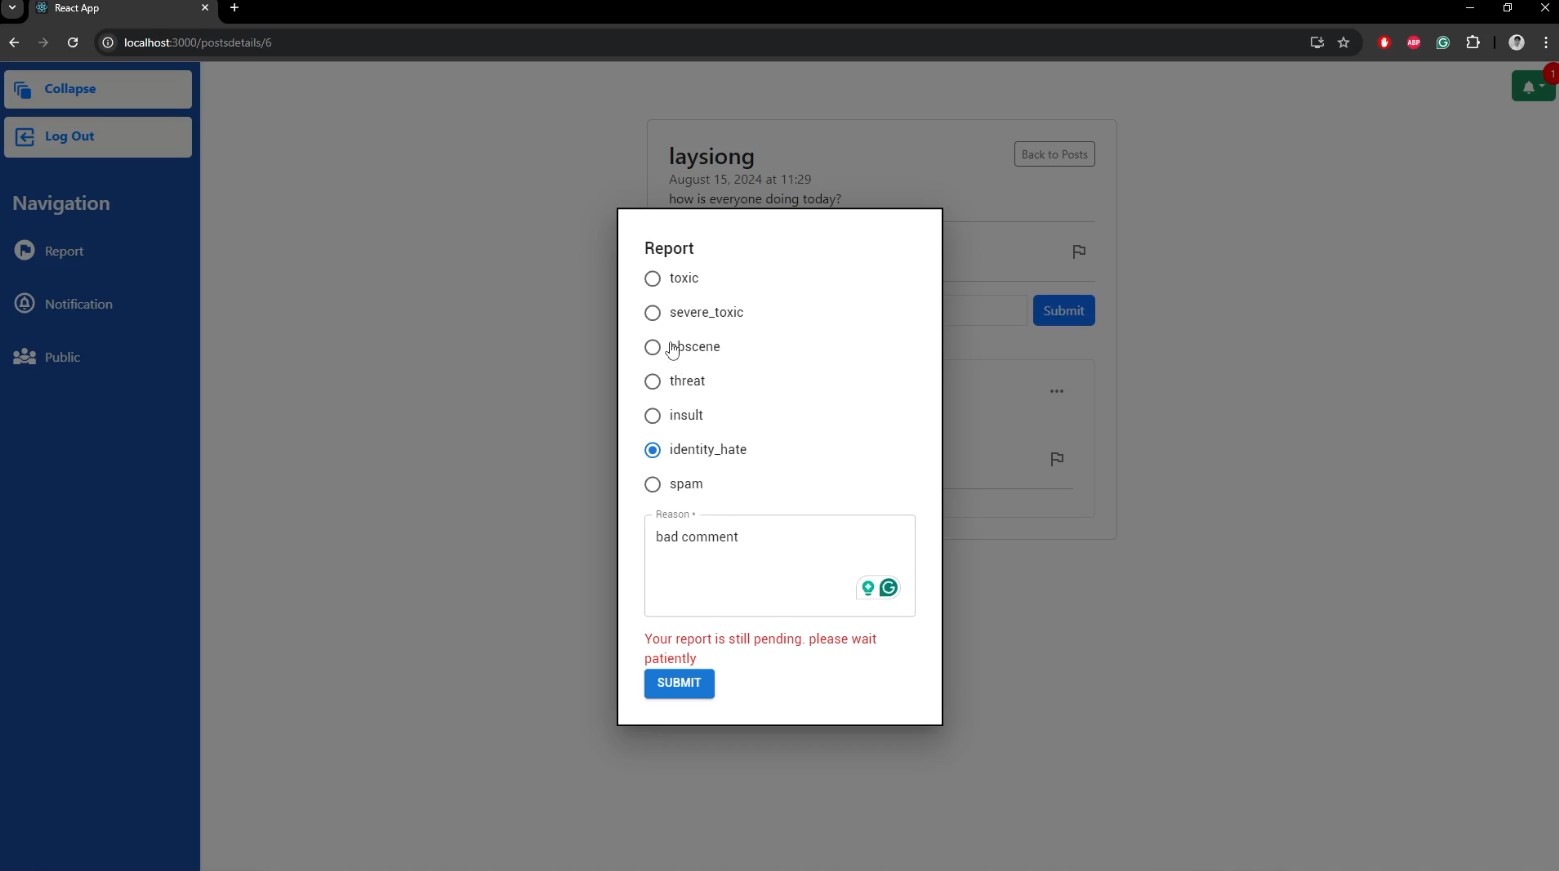 React App
localhost:3000/postsdetails/6
ABP
Collapse
1
Log Out
laysiong
Back to Posts
August 15, 2024 at 11:29
how is everyone doing today?
Navigation
Report
Notification
Public
Submit
Report
toxic
severe_toxic
obscene
threat
insult
identity_hate
spam
Reason *
bad comment
Your report is still pending. please wait
patiently
SUBMIT